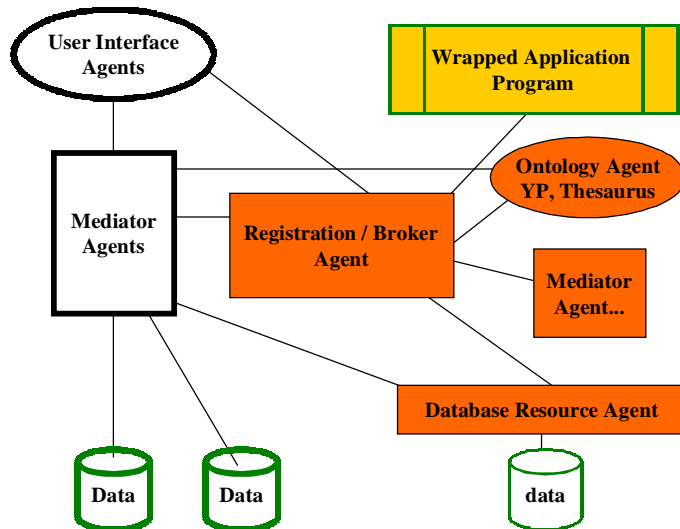 User Interface
Agents
Wrapped Application
Program
Ontology Agent
YP, Thesaurus
Mediator
Agents
Registration / Broker
Agent
Mediator
Agent...
Database Resource Agent
Data
Data
data